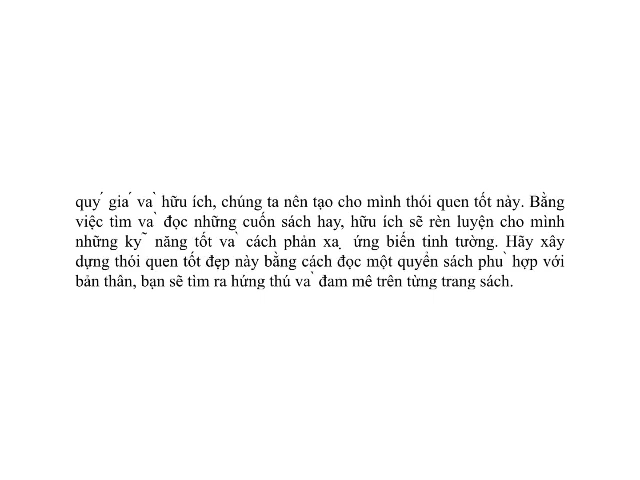 quý giá và hữu ích, chúng ta nên tạo cho mình thói quen tốt này. Bằng
việc tìm và đọc những cuốn sách hay, hữu ích sẽ rèn luyện cho mình
những kỹ năng tốt và cách phản xạ ứng biến tinh tường. Hãy xây
dựng thói quen tốt đẹp này bằng cách đọc một quyển sách phù hợp với
bản thân, bạn sẽ tìm ra hứng thú và đam mê trên từng trang sách.